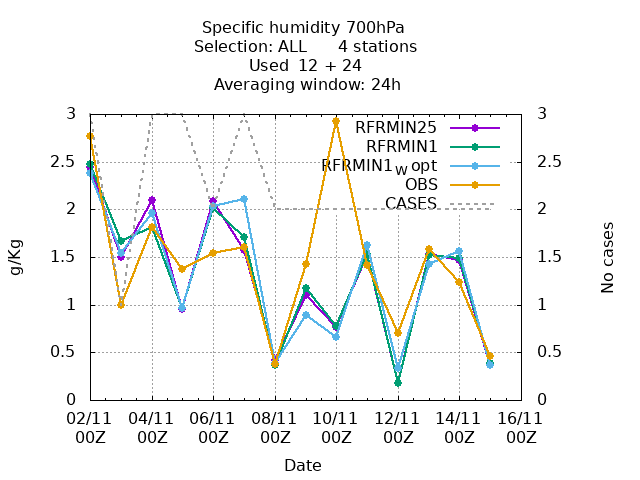 Specific humidity 700hPa
Selection: ALL 4 stations
Used 12 + 24
Averaging window: 24h
g/Kg
No cases
3
2.5
2
1.5
1
0.5
0
3
2.5
2
1.5
1
0.5
0
RFRMIN25
RFRMIN1
RFRMIN1w opt
OBS
CASES
02/11 04/11 06/11 08/11 10/11 12/11 14/11 16/11
00Z 00Z 00Z 00Z 00Z 00Z 00Z 00Z
Date